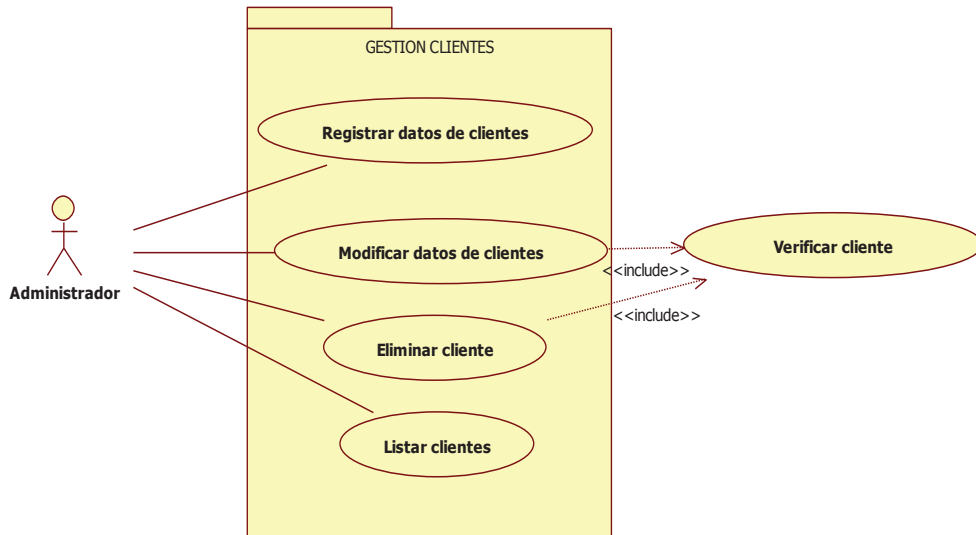 GESTION CLIENTES
Registrar datos de clientes
Modificar datos de clientes
Verificar cliente
<<include>>
Administrador
<<include>>
Eliminar cliente
Listar clientes